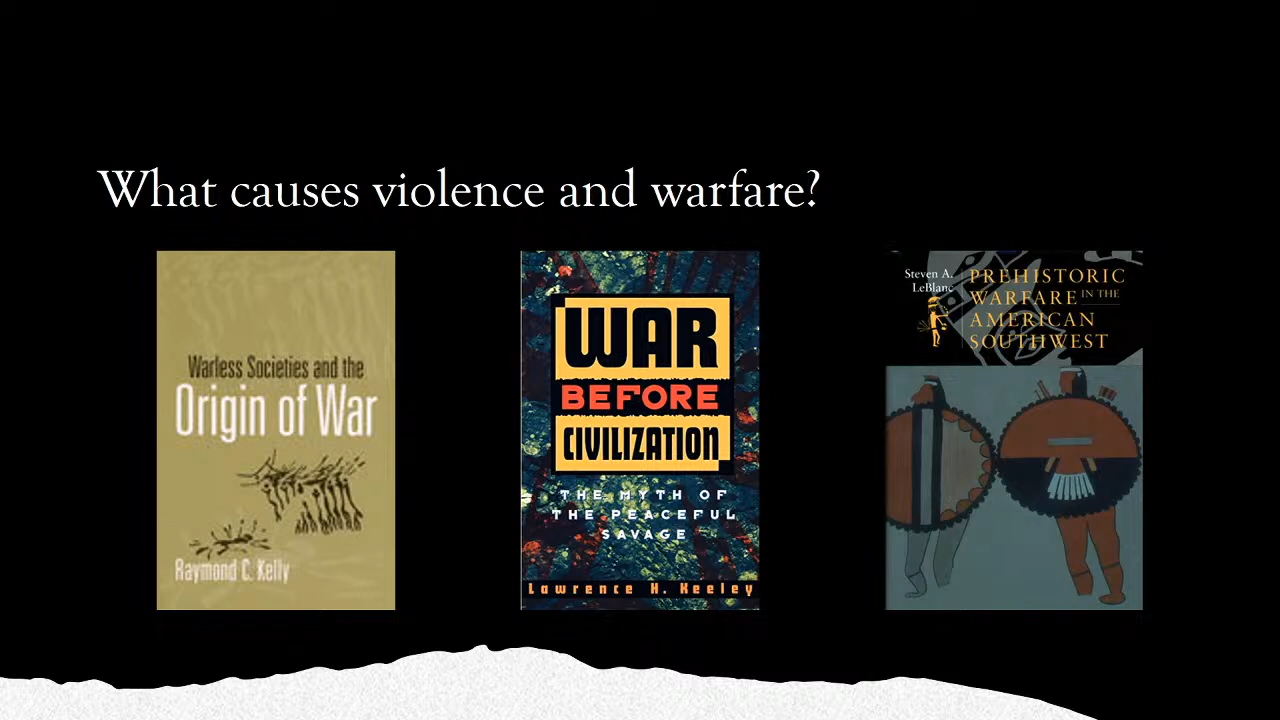 What causes violence and warfare?
Warless Societies and the
Origin of War
Raymond C. Kelly
WAR
BEFORE
CIVILIZATION
THE MYTH OF
THE PEACEFUL
SAVAGE
Lawrence H. Keeley
Steven A.
LeBlanc
PREHISTORIC
WARFARE IN THE
AMERICAN
SOUTHWEST